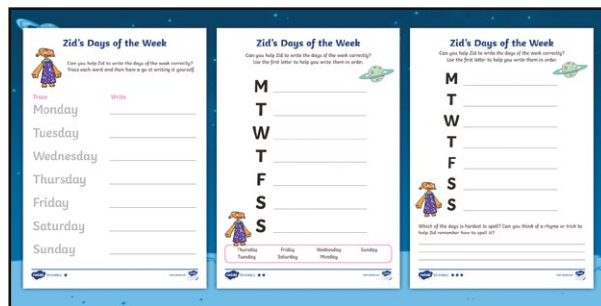 Zid's Days of the Week
Can you help Zid to write the days of the week correctly?
Trace each word and then have a go at writing it yourself.
Trace Write
Monday
Tuesday
Wednesday
Thursday
Friday
Saturday
Sunday
Zid's Days of the Week
Can you help Zid to write the days of the week correctly?
Use the first letter to help you write them in order.
M
T
W
T
F
S
S
Thursday Friday Wednesday Sunday
Tuesday Saturday Monday
Zid's Days of the Week
Can you help Zid to write the days of the week correctly?
Use the first letter to help you write them in order.
M
T
W
T
F
S
S
Which of the days is hardest to spell? Can you think of a rhyme or trick to
help Zid remember how to spell it?